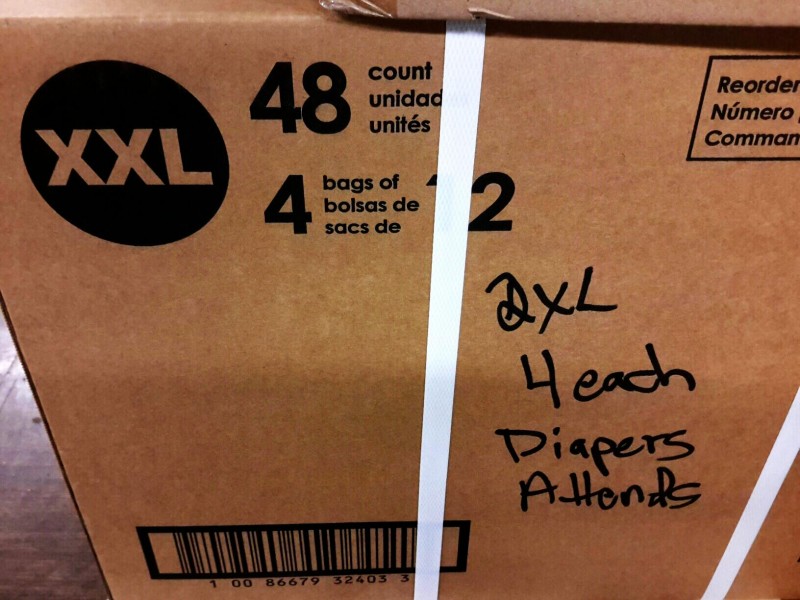 XXL
48 count
unidad
unités
4 bags of 12
bolsas de
sacs de
Reorder
Número
Comman
2XL
4 each
Diapers
Attends
1 00 86679 32403 3